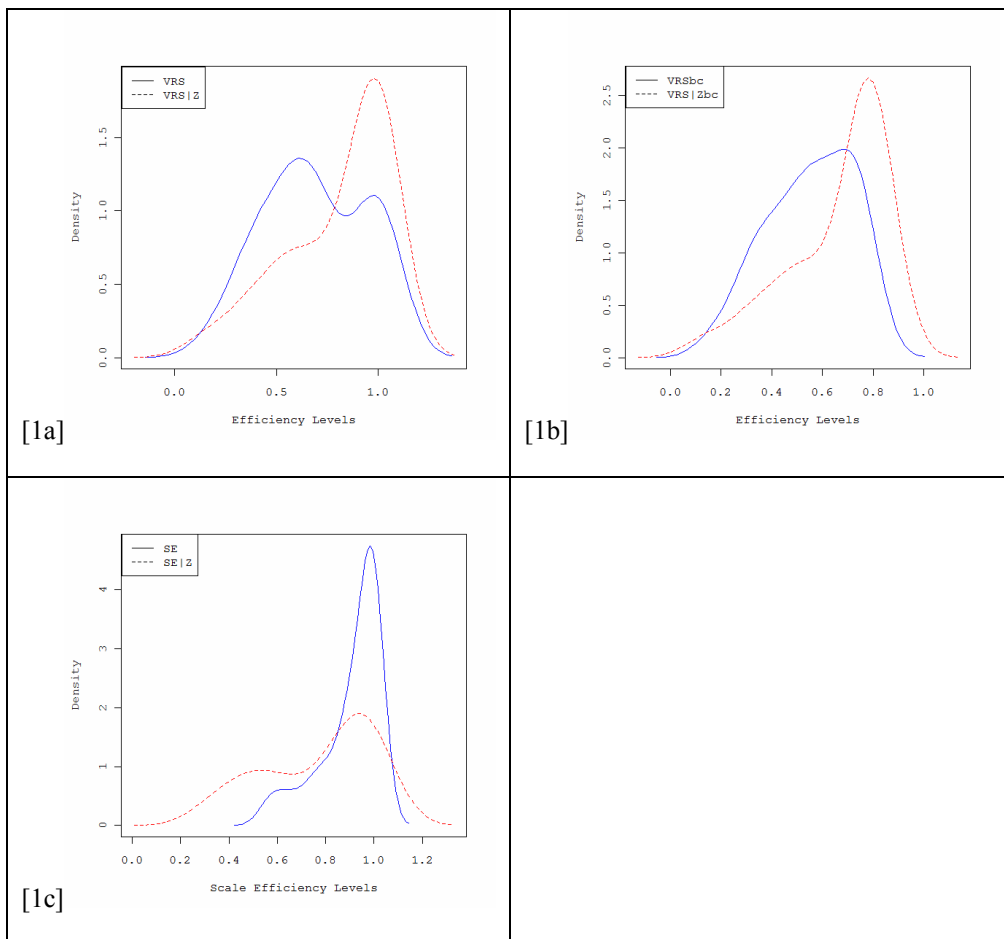 VRS
VRS|Z
0.0 0.5 1.0 1.5
Density
0.0 0.5 1.0
Efficiency Levels
[1a]
VRSbc
VRS|Zbc
0.0 0.5 1.0 1.5 2.0 2.5
Density
0.0 0.2 0.4 0.6 0.8 1.0
Efficiency Levels
[1b]
SE
SE|Z
0 1 2 3 4
Density
0.0 0.2 0.4 0.6 0.8 1.0 1.2
Scale Efficiency Levels
[1c]